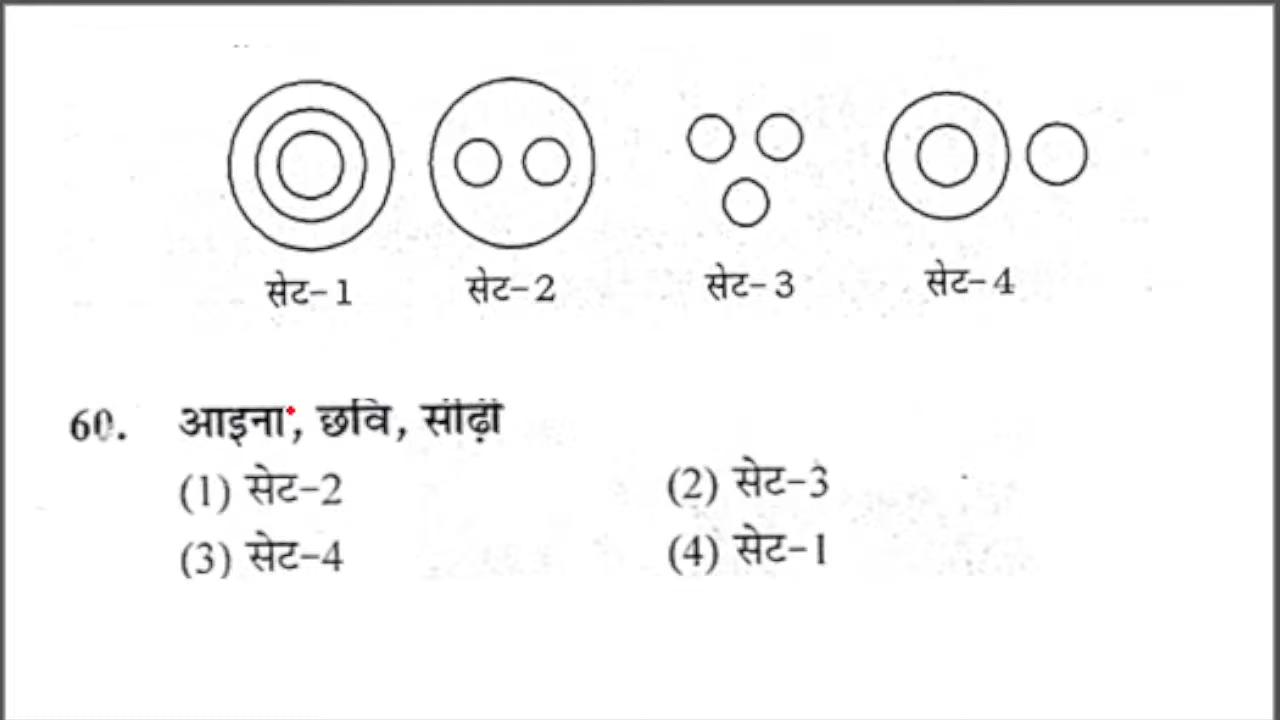 सेट-1 सेट-2 सेट-3 सेट-4
60. आइना, छवि, सीढ़ी
(1) सेट-2 (2) सेट-3
(3) सेट-4 (4) सेट-1